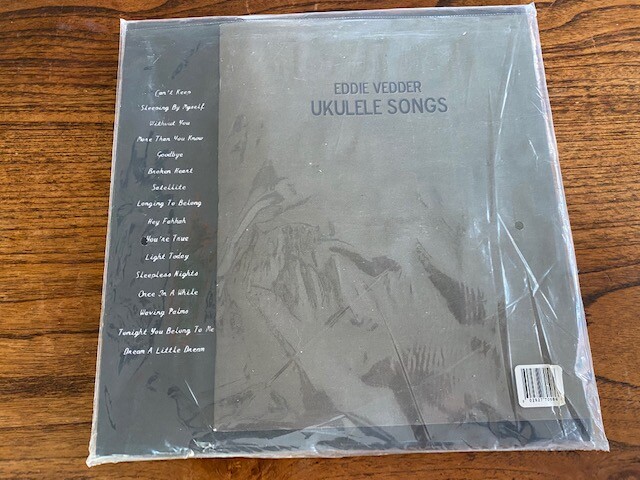 EDDIE VEDDER
UKULELE SONGS
Can't Keep
Sleeping By Myself
Without You
More Than You Know
Goodbye
Broken Heart
Satellite
Longing To Belong
Hey Fahkah
You're True
Light Today
Sleepless Nights
Once In A While
Waving Palms
Tonight You Belong To Me
Dream A Little Dream